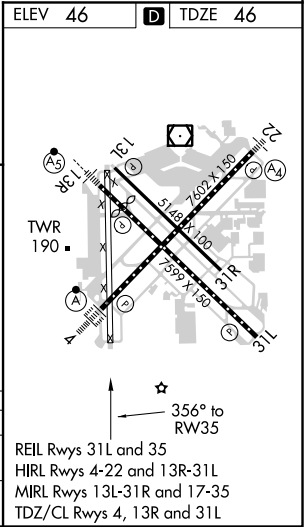 ELEV 46
D
TDZE 46
A5
13R
13L
P
22
P
A4
7602 X 150
5148 X 100
P
TWR
190
7599 X 150
31R
A
P
P
4
31L
X
X
X
X
356° to
RW35
REIL Rwys 31L and 35
HIRL Rwys 4-22 and 13R-31L
MIRL Rwys 13L-31R and 17-35
TDZ/CL Rwys 4, 13R and 31L